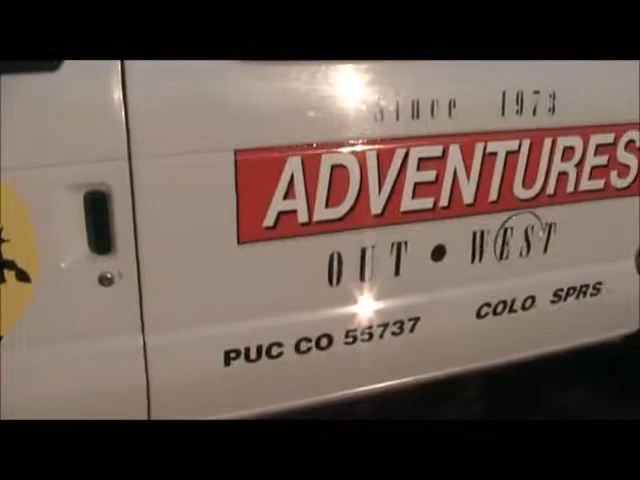 Since 1973
ADVENTURES
OUT • WEST
PUC CO 55737 COLO SPRS